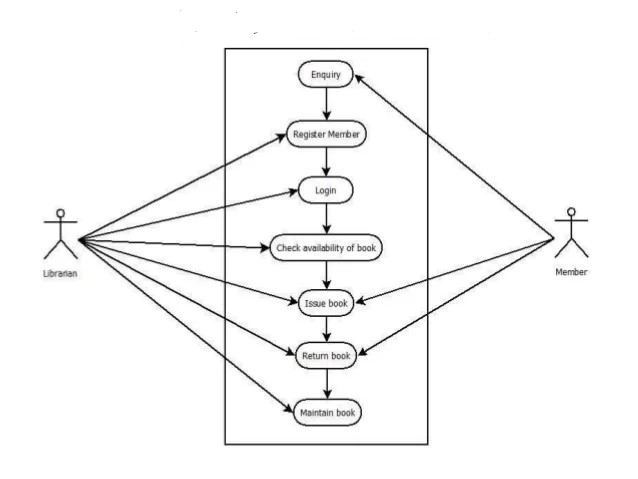 Enquiry
Register Member
Login
Check availability of book
Issue book
Return book
Maintain book
Librarian
Member